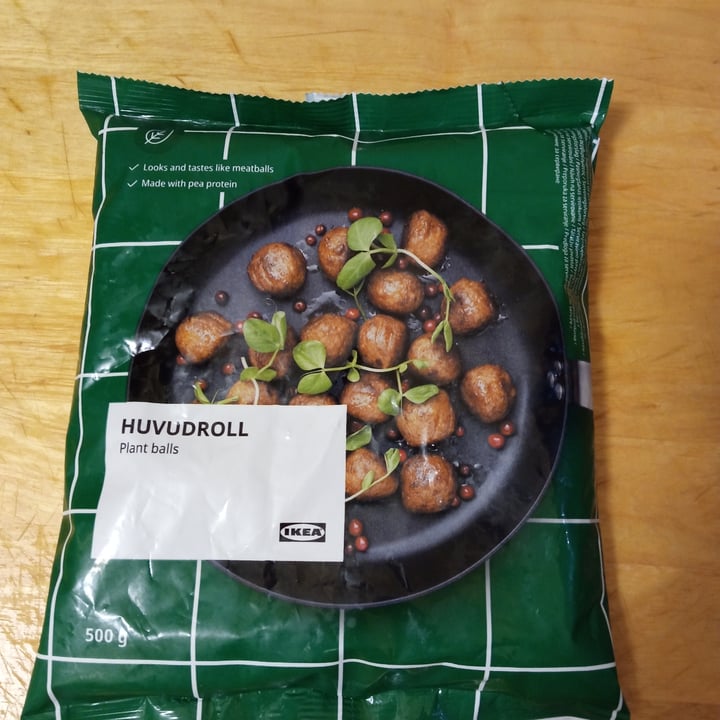 Looks and tastes like meatballs
Made with pea protein
HUVUDROLL
Plant balls
IKEA
500 g